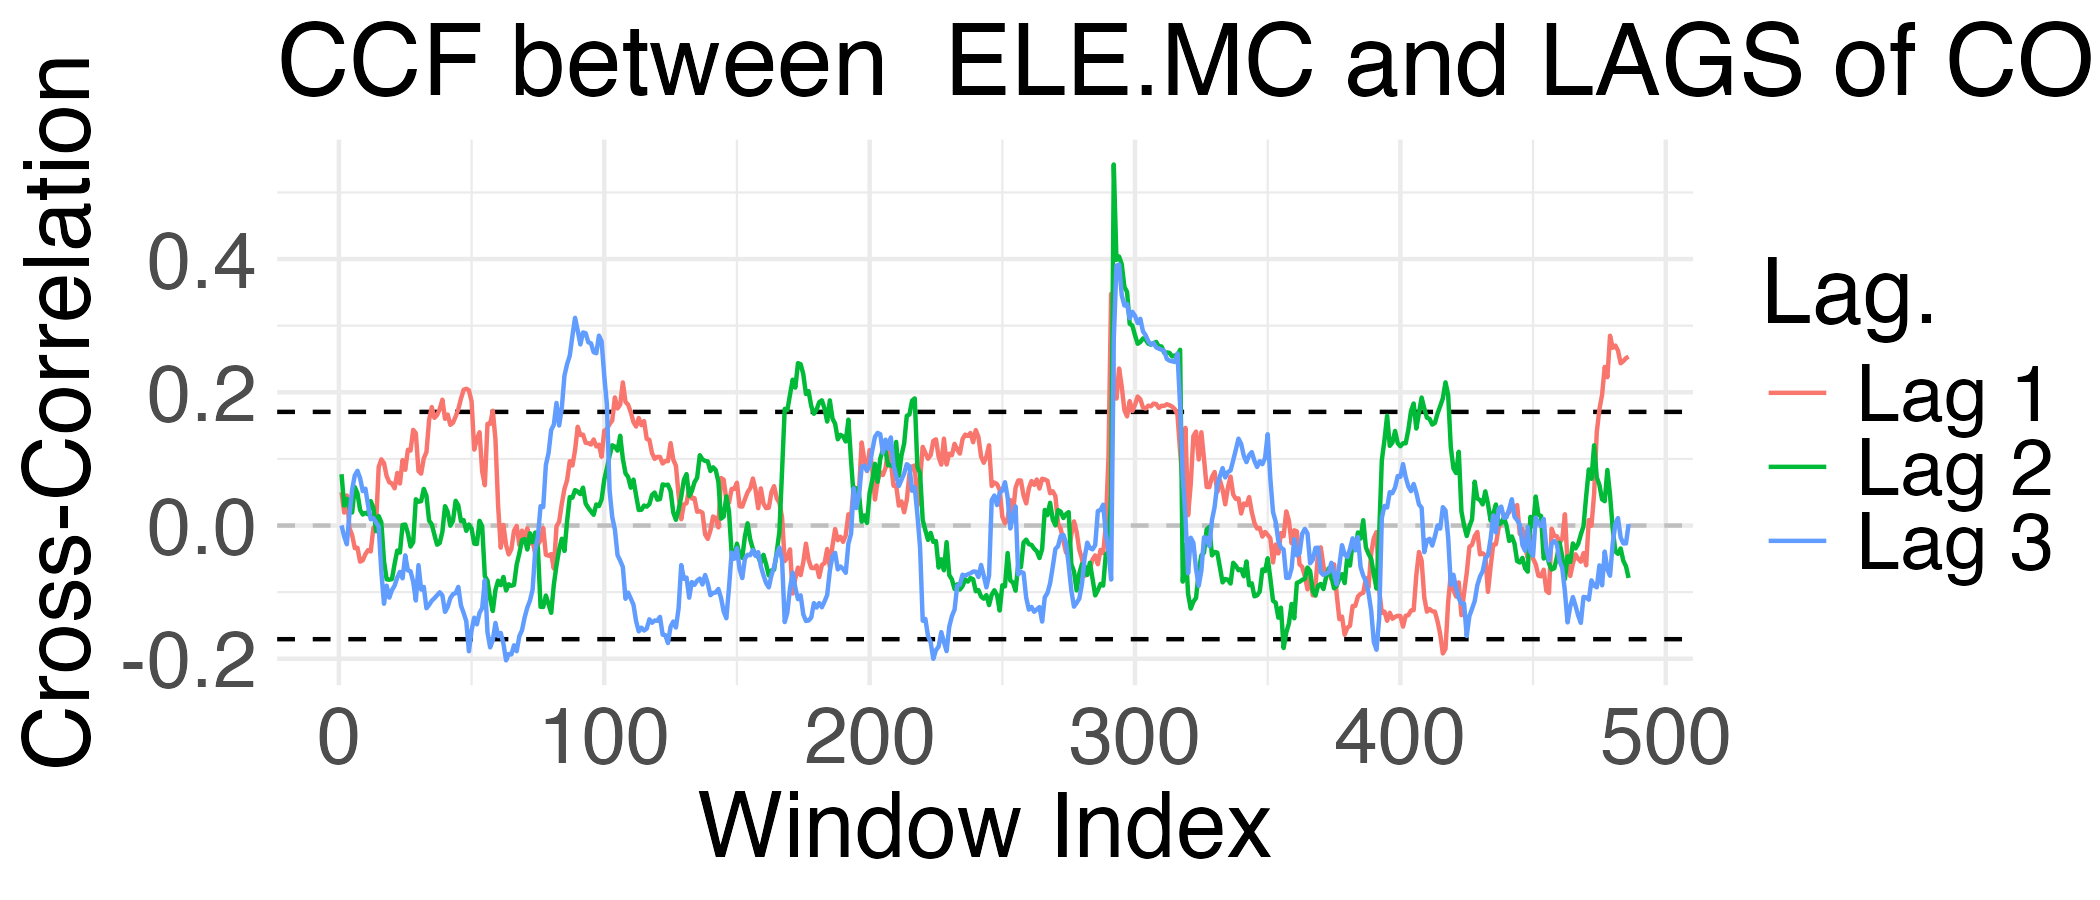 CCF between  ELE.MC and LAGS of CO
Cross-Correlation
0.4
0.2
0.0
-0.2
0
100
200
300
400
500
Window Index
Lag.
Lag 1
Lag 2
Lag 3